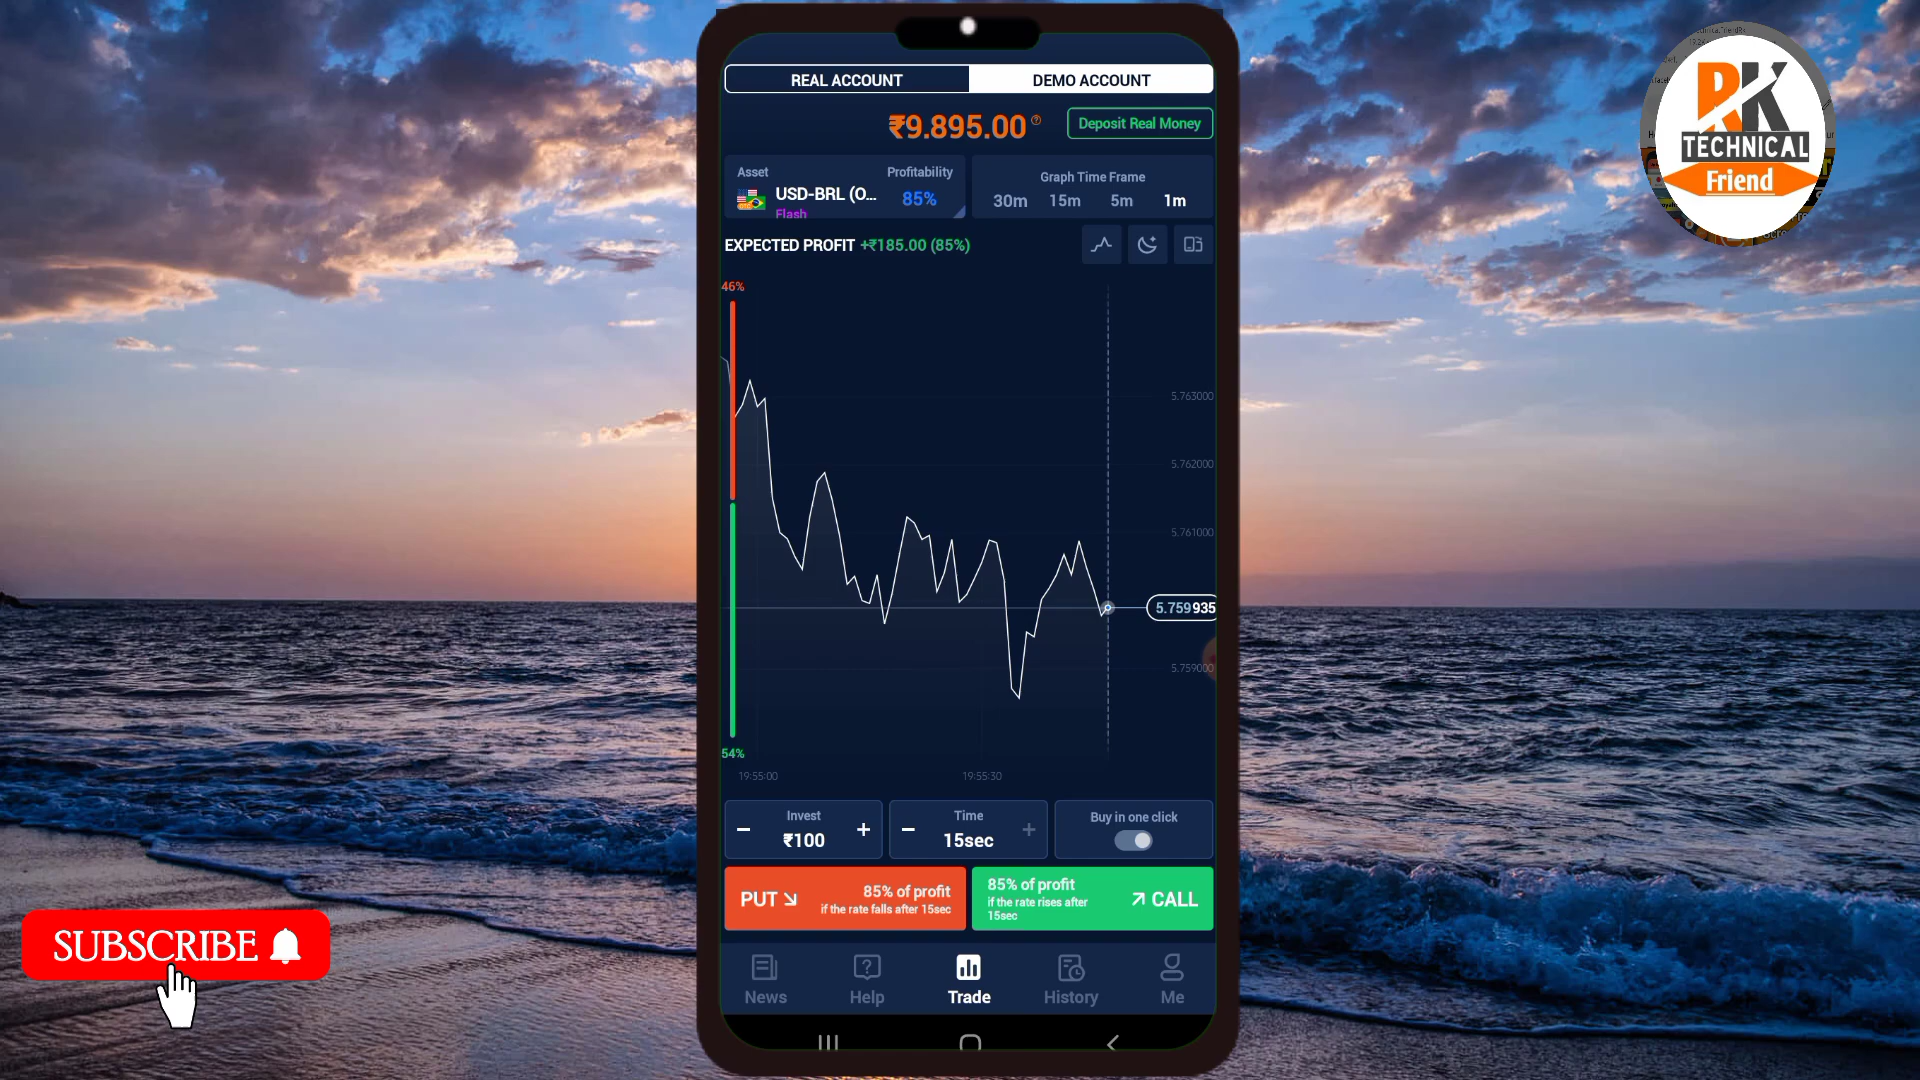 REAL ACCOUNT
DEMO ACCOUNT
₹9.895.00
Deposit Real Money
Asset
Profitability
USD-BRL (O...
85%
Flash
Graph Time Frame
30m 15m 5m 1m
EXPECTED PROFIT +₹185.00 (85%)
46%
5.763000
5.762000
5.761000
5.759935
5.759000
54%
19:55:00
19:55:30
Invest
− ₹100 +
Time
− 15sec +
Buy in one click
PUT
85% of profit
if the rate falls after 15sec
85% of profit
if the rate rises after
15sec
CALL
News
Help
Trade
History
Me
RK
TECHNICAL
Friend
SUBSCRIBE